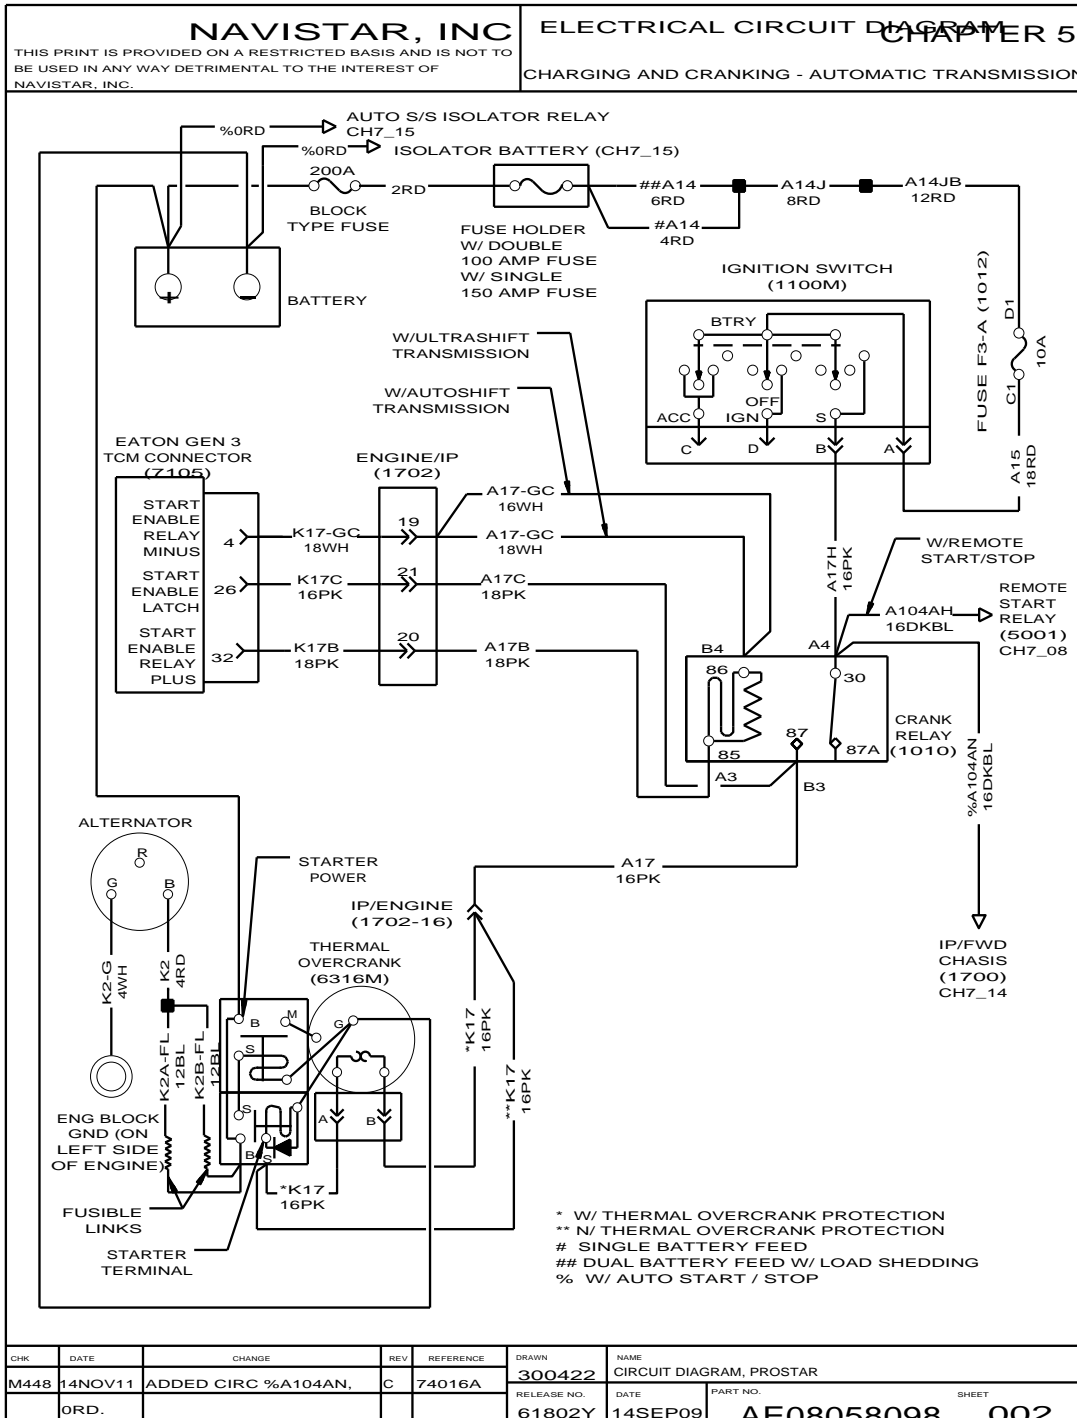 NAVISTAR, INC
THIS PRINT IS PROVIDED ON A RESTRICTED BASIS AND IS NOT TO
BE USED IN ANY WAY DETRIMENTAL TO THE INTEREST OF
NAVISTAR, INC.
ELECTRICAL CIRCUIT DIAGRAM
CHAPTER 5
CHARGING AND CRANKING - AUTOMATIC TRANSMISSION
%0RD
AUTO S/S ISOLATOR RELAY
CH7_15
%0RD
ISOLATOR BATTERY (CH7_15)
200A
2RD
BLOCK
TYPE FUSE
FUSE HOLDER
W/ DOUBLE
100 AMP FUSE
W/ SINGLE
150 AMP FUSE
##A14
6RD
#A14
4RD
A14J
8RD
A14JB
12RD
+
-
BATTERY
IGNITION SWITCH
(1100M)
BTRY
OFF
ACC
IGN
S
C
D
B
A
FUSE F3-A (1012)
D1
C1
10A
A15
18RD
W/ULTRASHIFT
TRANSMISSION
W/AUTOSHIFT
TRANSMISSION
EATON GEN 3
TCM CONNECTOR
(7105)
START
ENABLE
RELAY
MINUS
4
START
ENABLE
LATCH
26
START
ENABLE
RELAY
PLUS
32
ENGINE/IP
(1702)
K17-GC
18WH
19
A17-GC
16WH
A17-GC
18WH
K17C
16PK
21
A17C
18PK
K17B
18PK
20
A17B
18PK
A17H
16PK
W/REMOTE
START/STOP
A104AH
16DKBL
REMOTE
START
RELAY
(5001)
CH7_08
B4
A4
86
30
85
87
87A
A3
B3
CRANK
RELAY
(1010)
%A104AN
16DKBL
IP/FWD
CHASIS
(1700)
CH7_14
A17
16PK
ALTERNATOR
R
G
B
STARTER
POWER
IP/ENGINE
(1702-16)
THERMAL
OVERCRANK
(6316M)
K2-G
4WH
K2
4RD
K2A-FL
12BL
K2B-FL
12BL
B
M
G
S
S
B
S
A
B
*K17
16PK
**K17
16PK
*K17
16PK
ENG BLOCK
GND (ON
LEFT SIDE
OF ENGINE)
FUSIBLE
LINKS
STARTER
TERMINAL
* W/ THERMAL OVERCRANK PROTECTION
** N/ THERMAL OVERCRANK PROTECTION
# SINGLE BATTERY FEED
## DUAL BATTERY FEED W/ LOAD SHEDDING
% W/ AUTO START / STOP
CHK DATE CHANGE REV REFERENCE
M448 14NOV11 ADDED CIRC %A104AN, C 74016A
0RD.
DRAWN
300422
NAME
CIRCUIT DIAGRAM, PROSTAR
RELEASE NO.
61802Y
DATE
14SEP09
PART NO.
AE08058098
SHEET
002